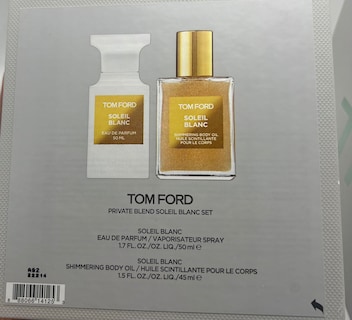 TOM FORD
SOLEIL
BLANC
EAU DE PARFUM
50 ML
TOM FORD
SOLEIL
BLANC
SHIMMERING BODY OIL
HUILE SCINTILLANTE
POUR LE CORPS
TOM FORD
PRIVATE BLEND SOLEIL BLANC SET
SOLEIL BLANC
EAU DE PARFUM / VAPORISATEUR SPRAY
1.7 FL.OZ./OZ. LIQ./50 ml ℮
SOLEIL BLANC
SHIMMERING BODY OIL / HUILE SCINTILLANTE POUR LE CORPS
1.5 FL.OZ./OZ. LIQ./45 ml ℮